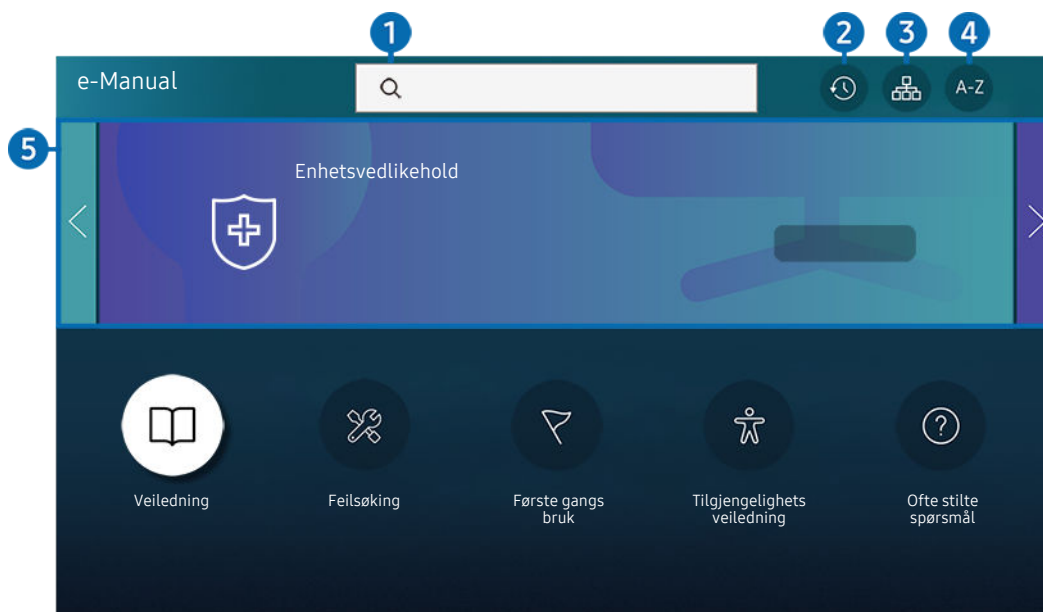 1
2
3
4
e-Manual
A-Z
5
Enhetsvedlikehold
Veiledning
Feilsøking
Første gangs
bruk
Tilgjengelighets
veiledning
Ofte stilte
spørsmål